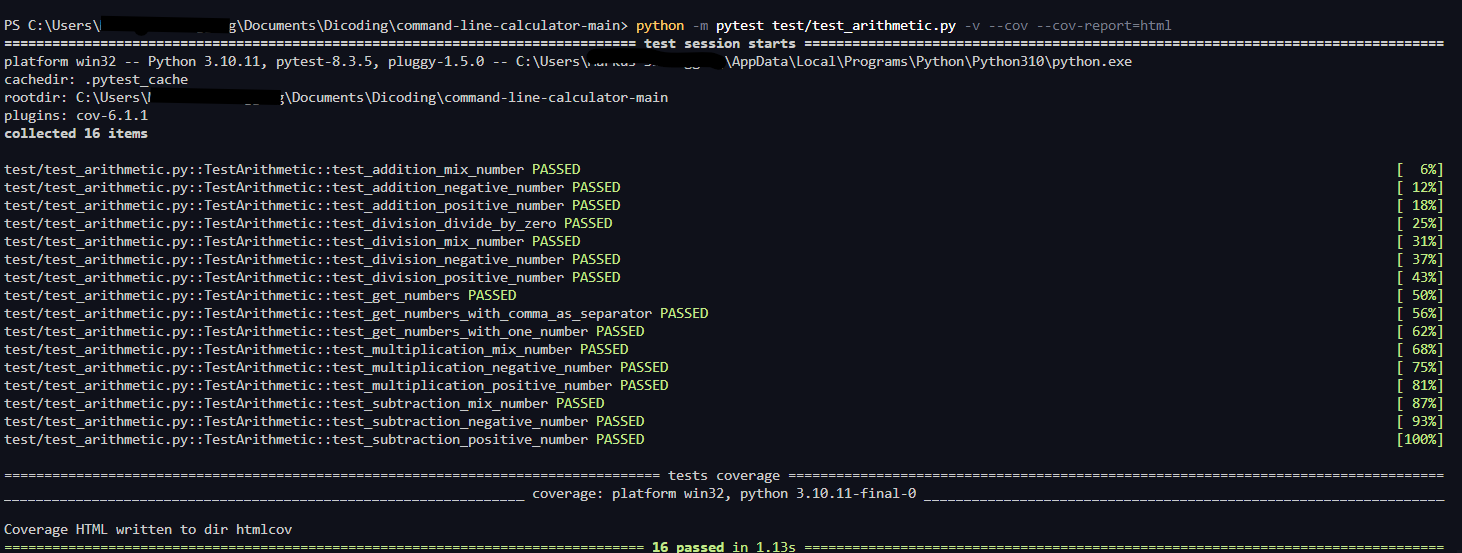 PS C:\Users\ g\Documents\Dicoding\command-line-calculator-main> python -m pytest test/test_arithmetic.py -v --cov --cov-report=html
============================================================================== test session starts ===============================================================================
platform win32 -- Python 3.10.11, pytest-8.3.5, pluggy-1.5.0 -- C:\Users\ \AppData\Local\Programs\Python\Python310\python.exe
cachedir: .pytest_cache
rootdir: C:\Users\ g\Documents\Dicoding\command-line-calculator-main
plugins: cov-6.1.1
collected 16 items
test/test_arithmetic.py::TestArithmetic::test_addition_mix_number PASSED [  6%]
test/test_arithmetic.py::TestArithmetic::test_addition_negative_number PASSED [ 12%]
test/test_arithmetic.py::TestArithmetic::test_addition_positive_number PASSED [ 18%]
test/test_arithmetic.py::TestArithmetic::test_division_divide_by_zero PASSED [ 25%]
test/test_arithmetic.py::TestArithmetic::test_division_mix_number PASSED [ 31%]
test/test_arithmetic.py::TestArithmetic::test_division_negative_number PASSED [ 37%]
test/test_arithmetic.py::TestArithmetic::test_division_positive_number PASSED [ 43%]
test/test_arithmetic.py::TestArithmetic::test_get_numbers PASSED [ 50%]
test/test_arithmetic.py::TestArithmetic::test_get_numbers_with_comma_as_separator PASSED [ 56%]
test/test_arithmetic.py::TestArithmetic::test_get_numbers_with_one_number PASSED [ 62%]
test/test_arithmetic.py::TestArithmetic::test_multiplication_mix_number PASSED [ 68%]
test/test_arithmetic.py::TestArithmetic::test_multiplication_negative_number PASSED [ 75%]
test/test_arithmetic.py::TestArithmetic::test_multiplication_positive_number PASSED [ 81%]
test/test_arithmetic.py::TestArithmetic::test_subtraction_mix_number PASSED [ 87%]
test/test_arithmetic.py::TestArithmetic::test_subtraction_negative_number PASSED [ 93%]
test/test_arithmetic.py::TestArithmetic::test_subtraction_positive_number PASSED [100%]
================================================================================= tests coverage =================================================================================
_________________________________________________________________ coverage: platform win32, python 3.10.11-final-0 _________________________________________________________________
Coverage HTML written to dir htmlcov
================================================================================ 16 passed in 1.13s ================================================================================